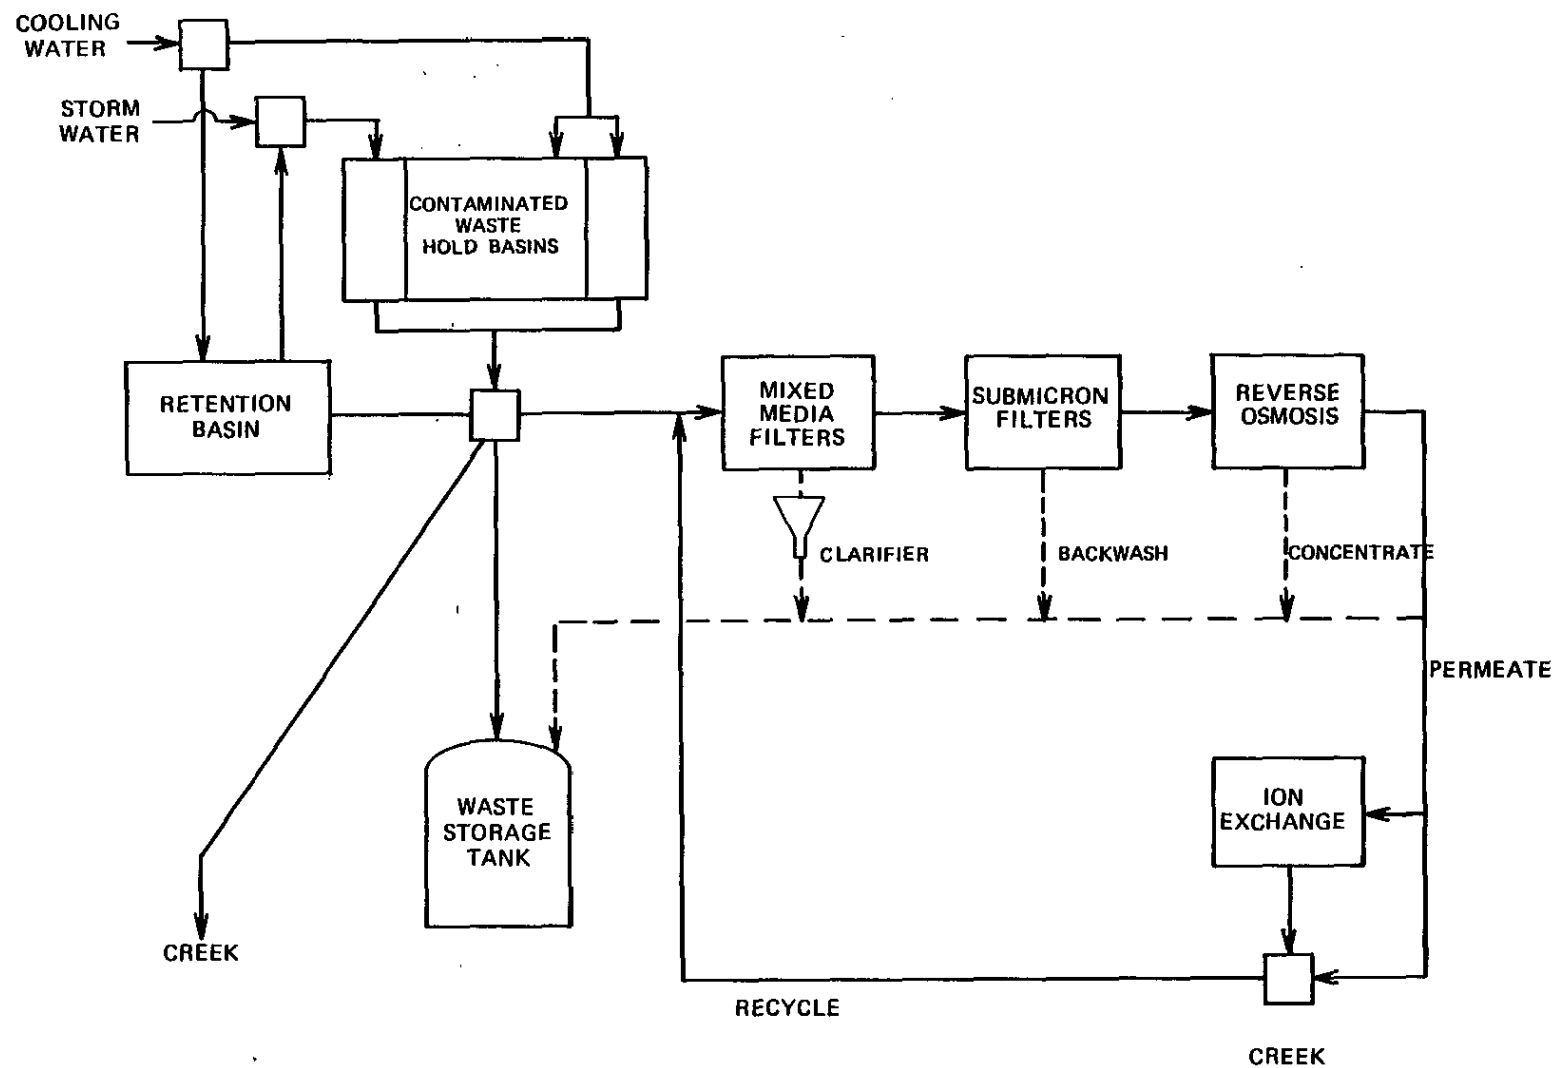 COOLING
WATER
STORM
WATER
CONTAMINATED
WASTE
HOLD BASINS
RETENTION
BASIN
MIXED
MEDIA
FILTERS
SUBMICRON
FILTERS
REVERSE
OSMOSIS
CLARIFIER
BACKWASH
CONCENTRATE
PERMEATE
ION
EXCHANGE
WASTE
STORAGE
TANK
CREEK
RECYCLE
CREEK